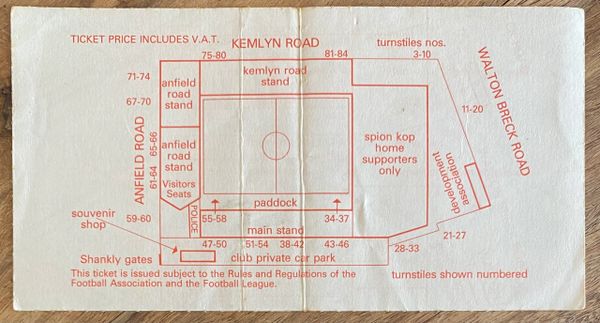 TICKET PRICE INCLUDES V.A.T.
KEMLYN ROAD
turnstiles nos.
75-80
81-84
3-10
WALTON BRECK ROAD
71-74
anfield
road
stand
kemlyn road
stand
67-70
11-20
ANFIELD ROAD
65-66
61-64
anfield
road
stand
Visitors
Seats
spion kop
home
supporters
only
development
association
paddock
59-60
POLICE
55-58
34-37
souvenir
shop
main stand
21-27
47-50
51-54
38-42
43-46
28-33
Shankly gates
club private car park
This ticket is issued subject to the Rules and Regulations of the
Football Association and the Football League.
turnstiles shown numbered